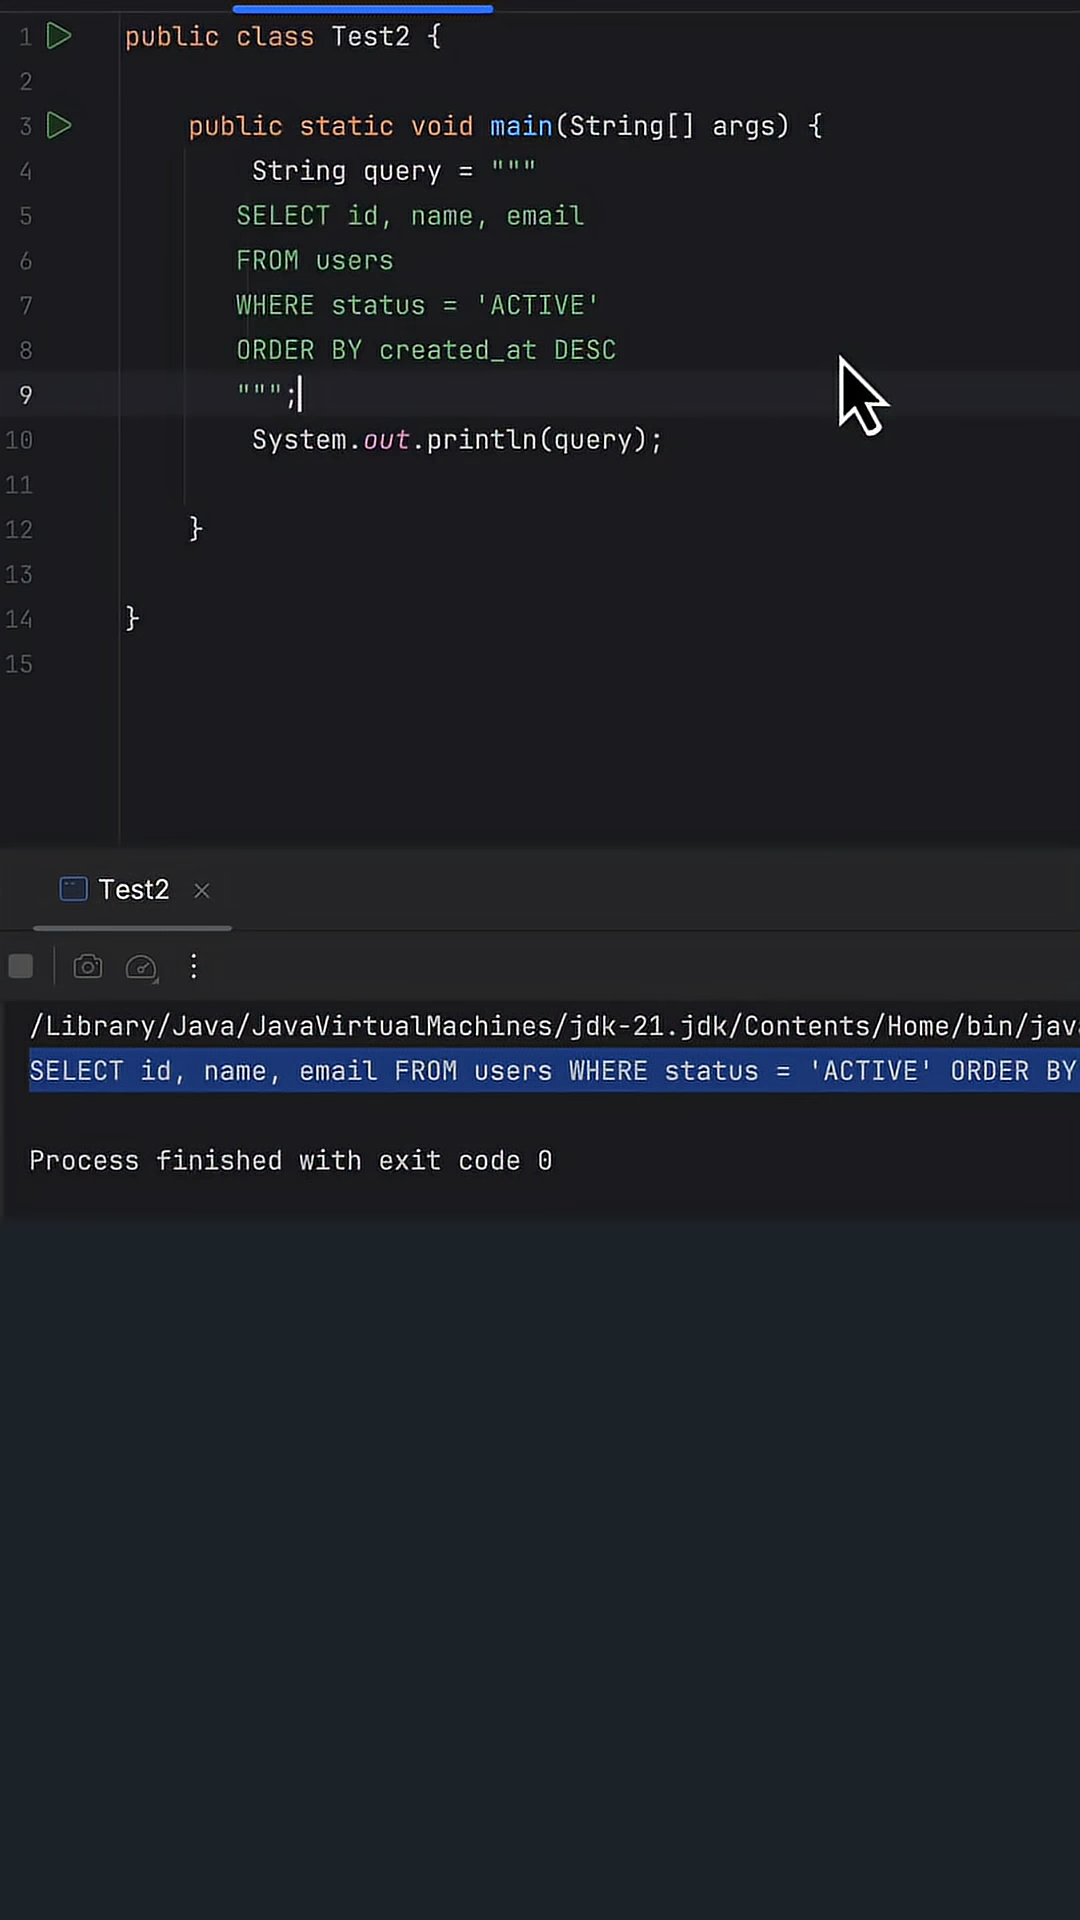 1 public class Test2 {
2
3 public static void main(String[] args) {
4 String query = """
5 SELECT id, name, email
6 FROM users
7 WHERE status = 'ACTIVE'
8 ORDER BY created_at DESC
9 """;
10 System.out.println(query);
11
12 }
13
14 }
15
Test2
/Library/Java/JavaVirtualMachines/jdk-21.jdk/Contents/Home/bin/jav
SELECT id, name, email FROM users WHERE status = 'ACTIVE' ORDER BY
Process finished with exit code 0